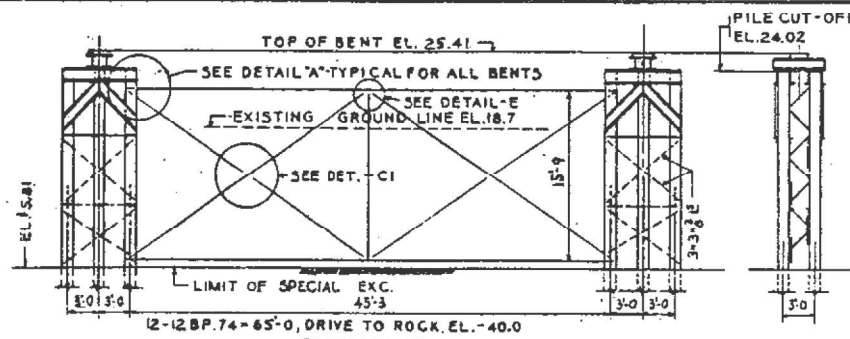 PILE CUT-OFF
EL.24.02
TOP OF BENT EL. 25.41
SEE DETAIL "A" TYPICAL FOR ALL BENTS
SEE DETAIL-E
EXISTING GROUND LINE EL.18.7
SEE DET.-C1
15'-9
EL. 5.81
LIMIT OF SPECIAL EXC.
45'-3
3'-0 3'-0
3'-0 3'-0
3'-0
12-12BP.74=65'-0, DRIVE TO ROCK, EL.-40.0